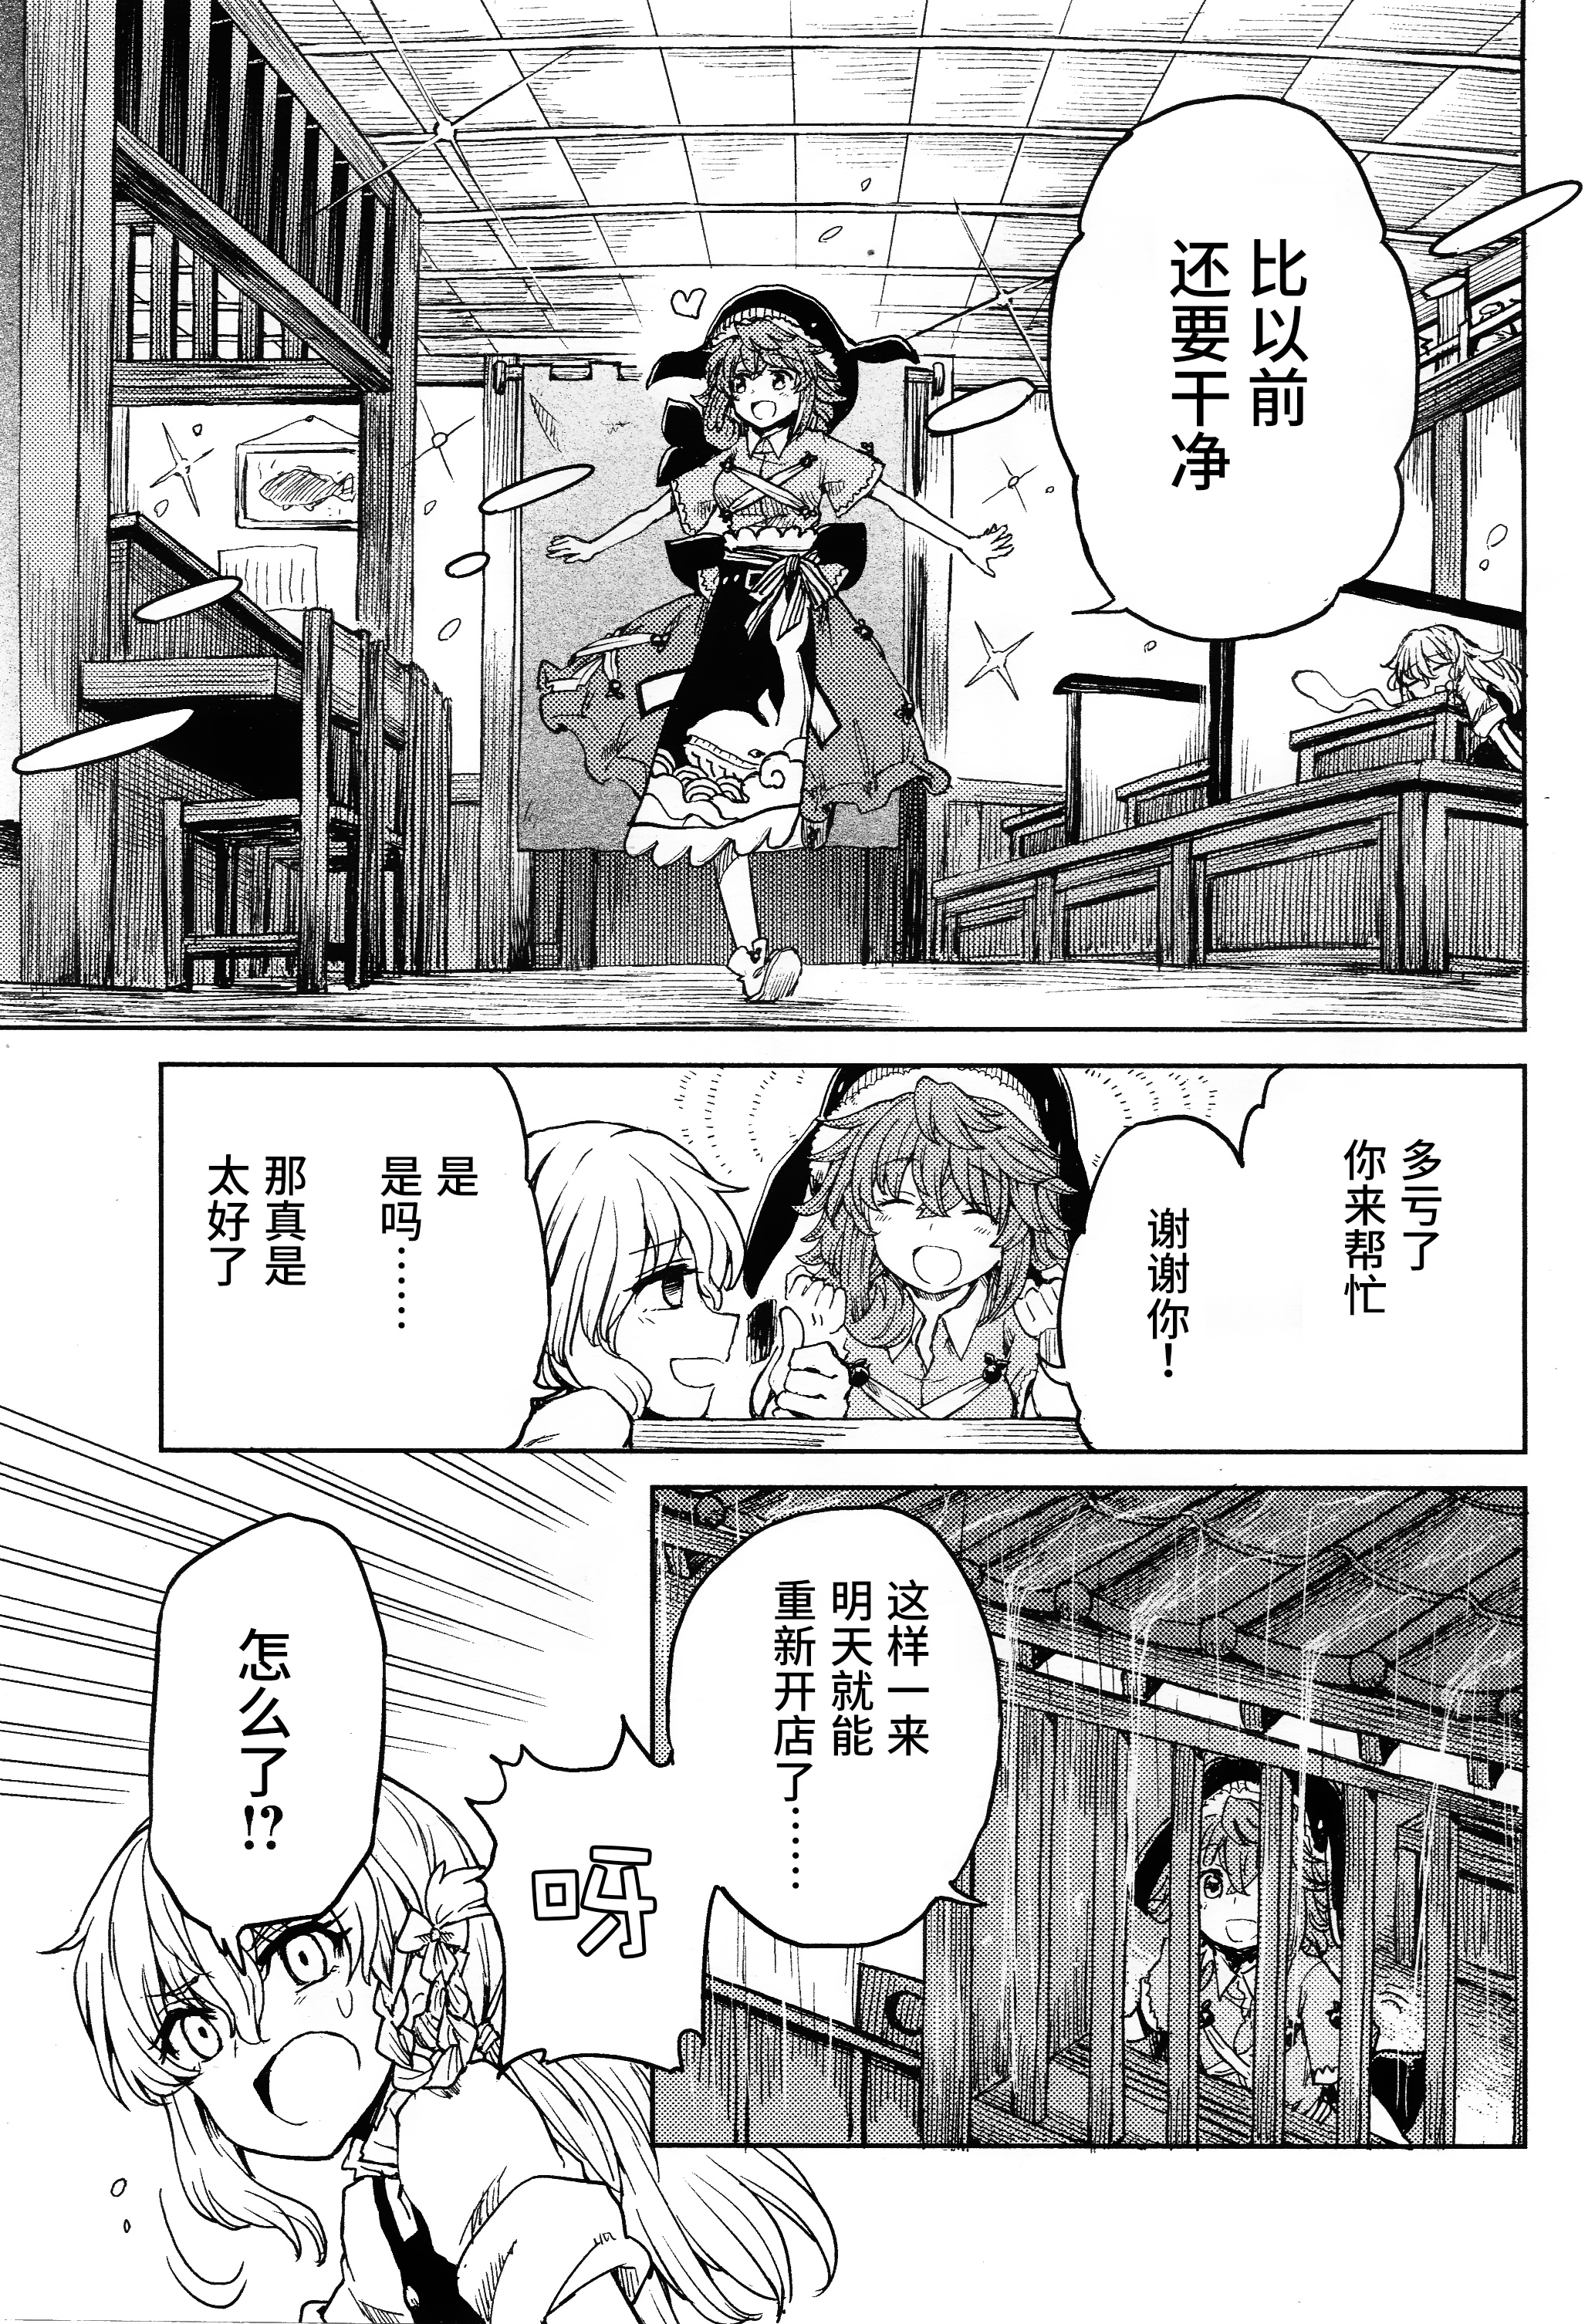 比以前
还要干净
多亏了
你来帮忙
谢谢你！
是
是吗……
那真是
太好了
这样一来
明天就能
重新开店了……
呀
怎么了!?